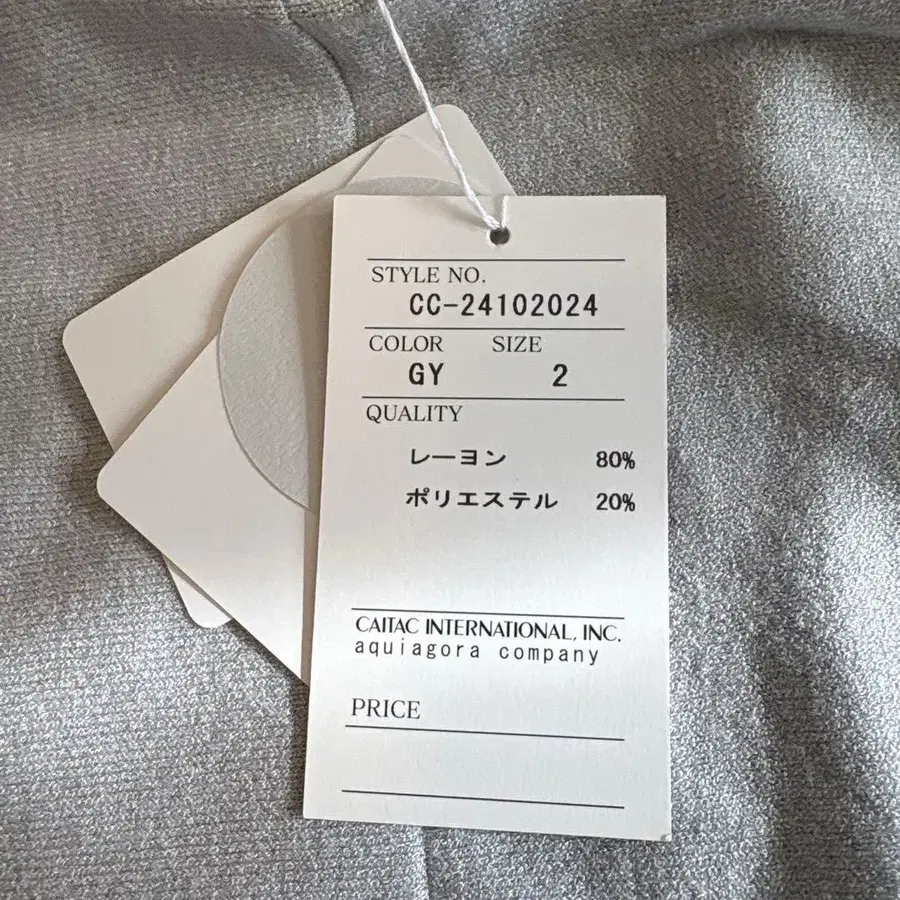 STYLE NO.
CC-24102024
COLOR SIZE
GY 2
QUALITY
レーヨン 80%
ポリエステル 20%
CAITAC INTERNATIONAL, INC.
aquiagora company
PRICE